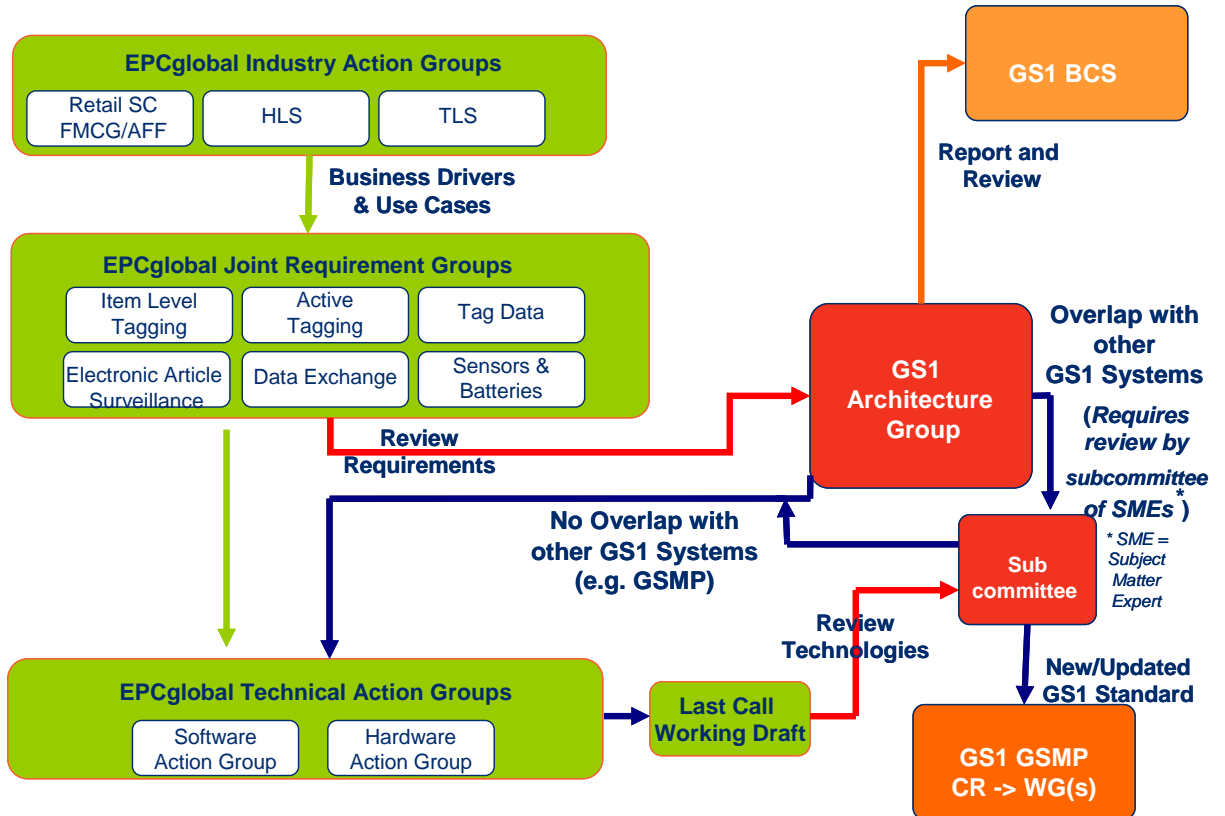 EPCglobal Industry Action Groups
Retail SC
FMCG/AFF
HLS
TLS
GS1 BCS
Business Drivers
& Use Cases
Report and
Review
EPCglobal Joint Requirement Groups
Item Level
Tagging
Active
Tagging
Tag Data
Electronic Article
Surveillance
Data Exchange
Sensors &
Batteries
Review
Requirements
GS1
Architecture
Group
Overlap with
other
GS1 Systems
(Requires
review by
subcommittee
of SMEs*)
* SME =
Subject
Matter
Expert
No Overlap with
other GS1 Systems
(e.g. GSMP)
Sub
committee
Review
Technologies
New/Updated
GS1 Standard
EPCglobal Technical Action Groups
Software
Action Group
Hardware
Action Group
Last Call
Working Draft
GS1 GSMP
CR -> WG(s)